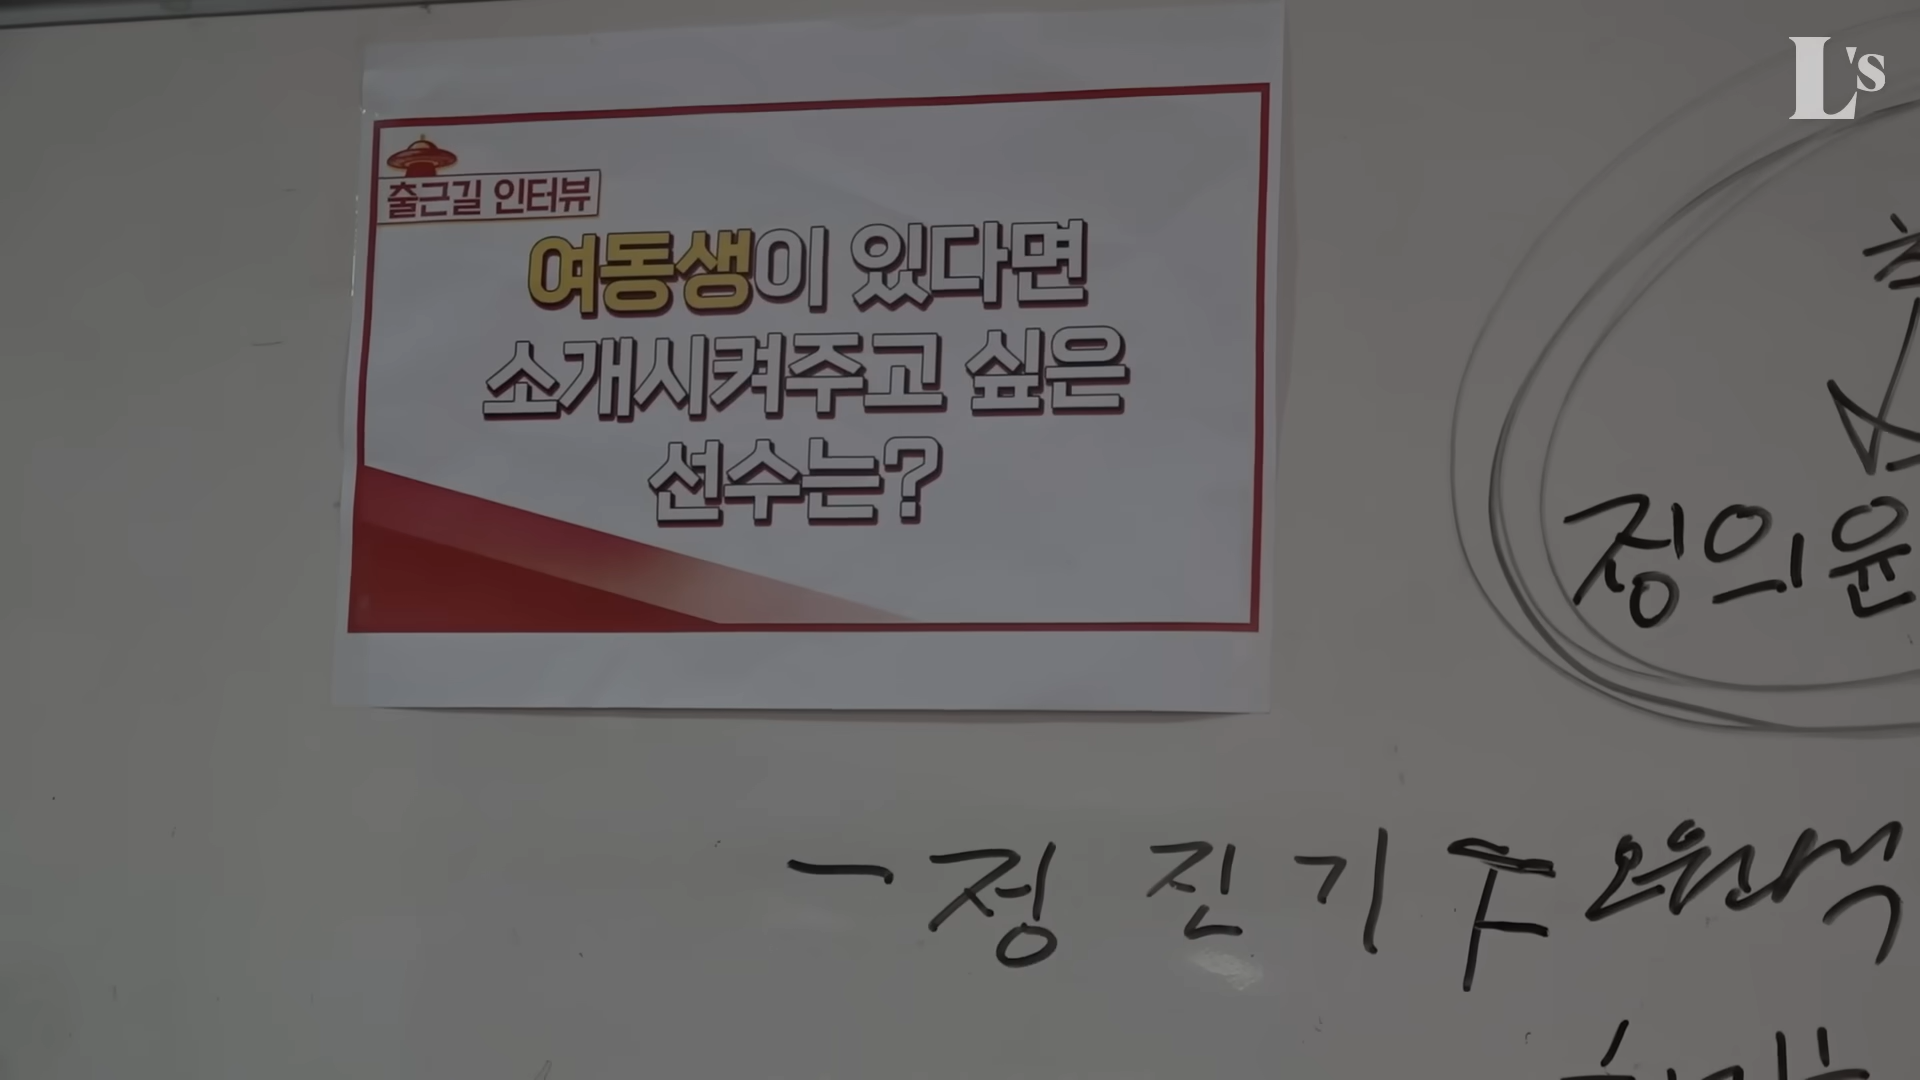 L's
출근길 인터뷰
여동생이 있다면
소개시켜주고 싶은
선수는?
정의윤
정진기